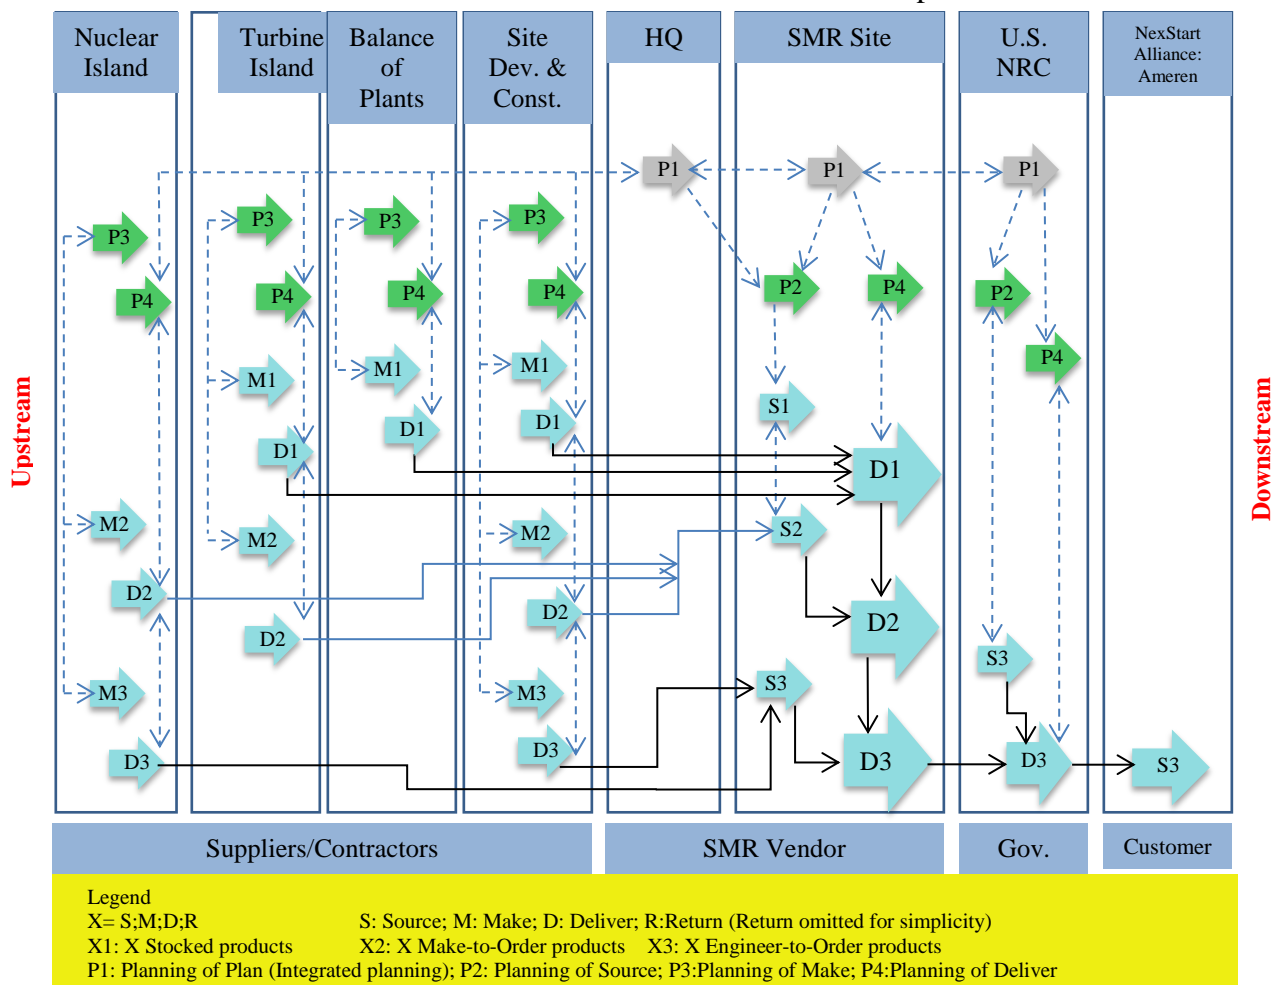 Nuclear
Island
Turbine
Island
Balance
of
Plants
Site
Dev. &
Const.
HQ
SMR Site
U.S.
NRC
NexStart
Alliance:
Ameren
P1
P1
P1
P3
P3
P3
P3
P4
P4
P4
P4
P2
P4
P2
P4
M1
M1
M1
S1
D1
D1
D1
D1
M2
M2
M2
S2
D2
D2
D2
D2
S3
M3
M3
S3
D3
D3
D3
D3
S3
Upstream
Downstream
Suppliers/Contractors
SMR Vendor
Gov.
Customer
Legend
X= S;M;D;R S: Source; M: Make; D: Deliver; R:Return (Return omitted for simplicity)
X1: X Stocked products X2: X Make-to-Order products X3: X Engineer-to-Order products
P1: Planning of Plan (Integrated planning); P2: Planning of Source; P3:Planning of Make; P4:Planning of Deliver